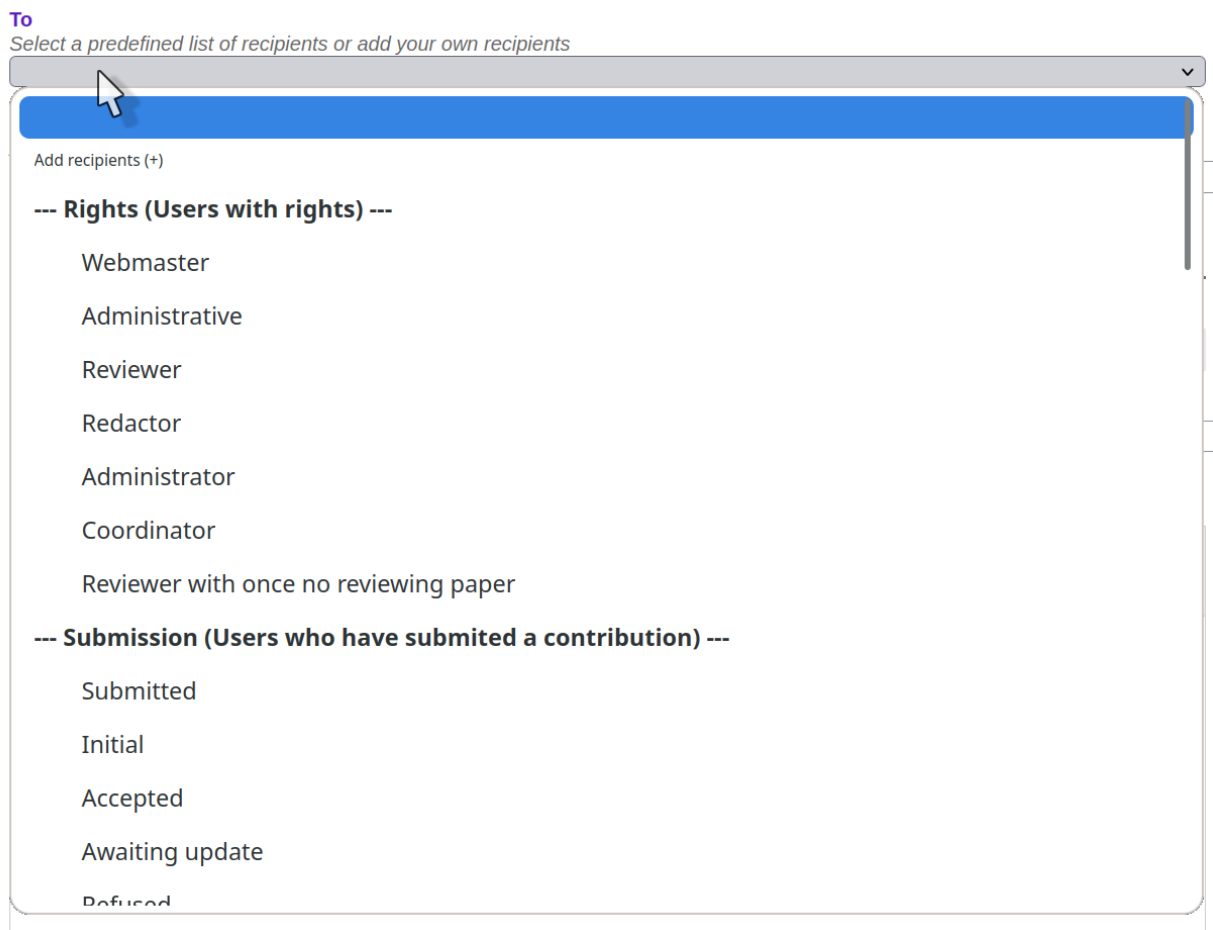 To
Select a predefined list of recipients or add your own recipients
Add recipients (+)
--- Rights (Users with rights) ---
Webmaster
Administrative
Reviewer
Redactor
Administrator
Coordinator
Reviewer with once no reviewing paper
--- Submission (Users who have submited a contribution) ---
Submitted
Initial
Accepted
Awaiting update
Refused